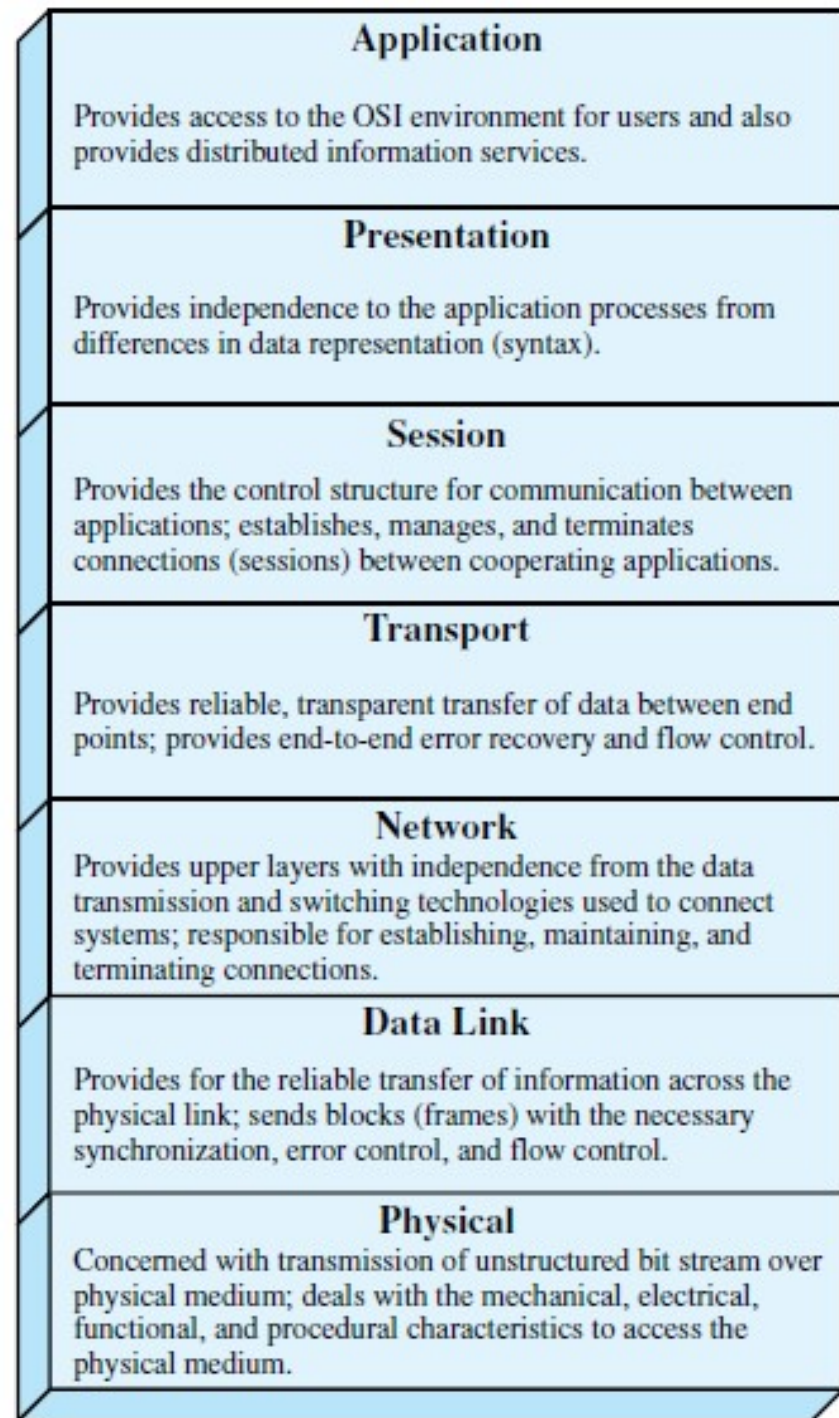 Application
Provides access to the OSI environment for users and also
provides distributed information services.
Presentation
Provides independence to the application processes from
differences in data representation (syntax).
Session
Provides the control structure for communication between
applications; establishes, manages, and terminates
connections (sessions) between cooperating applications.
Transport
Provides reliable, transparent transfer of data between end
points; provides end-to-end error recovery and flow control.
Network
Provides upper layers with independence from the data
transmission and switching technologies used to connect
systems; responsible for establishing, maintaining, and
terminating connections.
Data Link
Provides for the reliable transfer of information across the
physical link; sends blocks (frames) with the necessary
synchronization, error control, and flow control.
Physical
Concerned with transmission of unstructured bit stream over
physical medium; deals with the mechanical, electrical,
functional, and procedural characteristics to access the
physical medium.